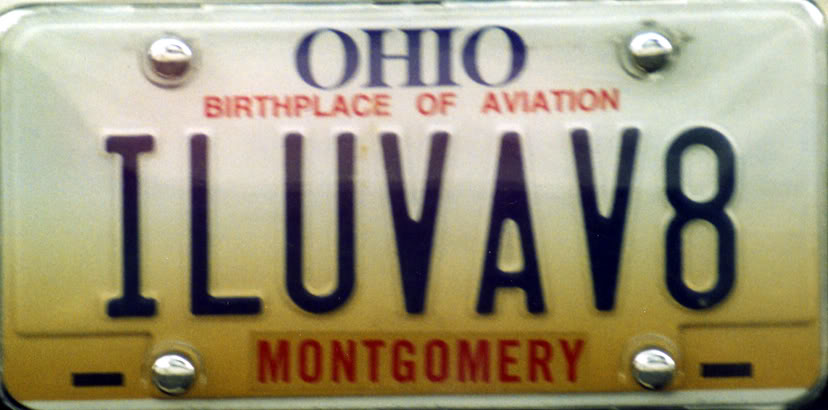 OHIO
BIRTHPLACE OF AVIATION
ILUVAV8
MONTGOMERY